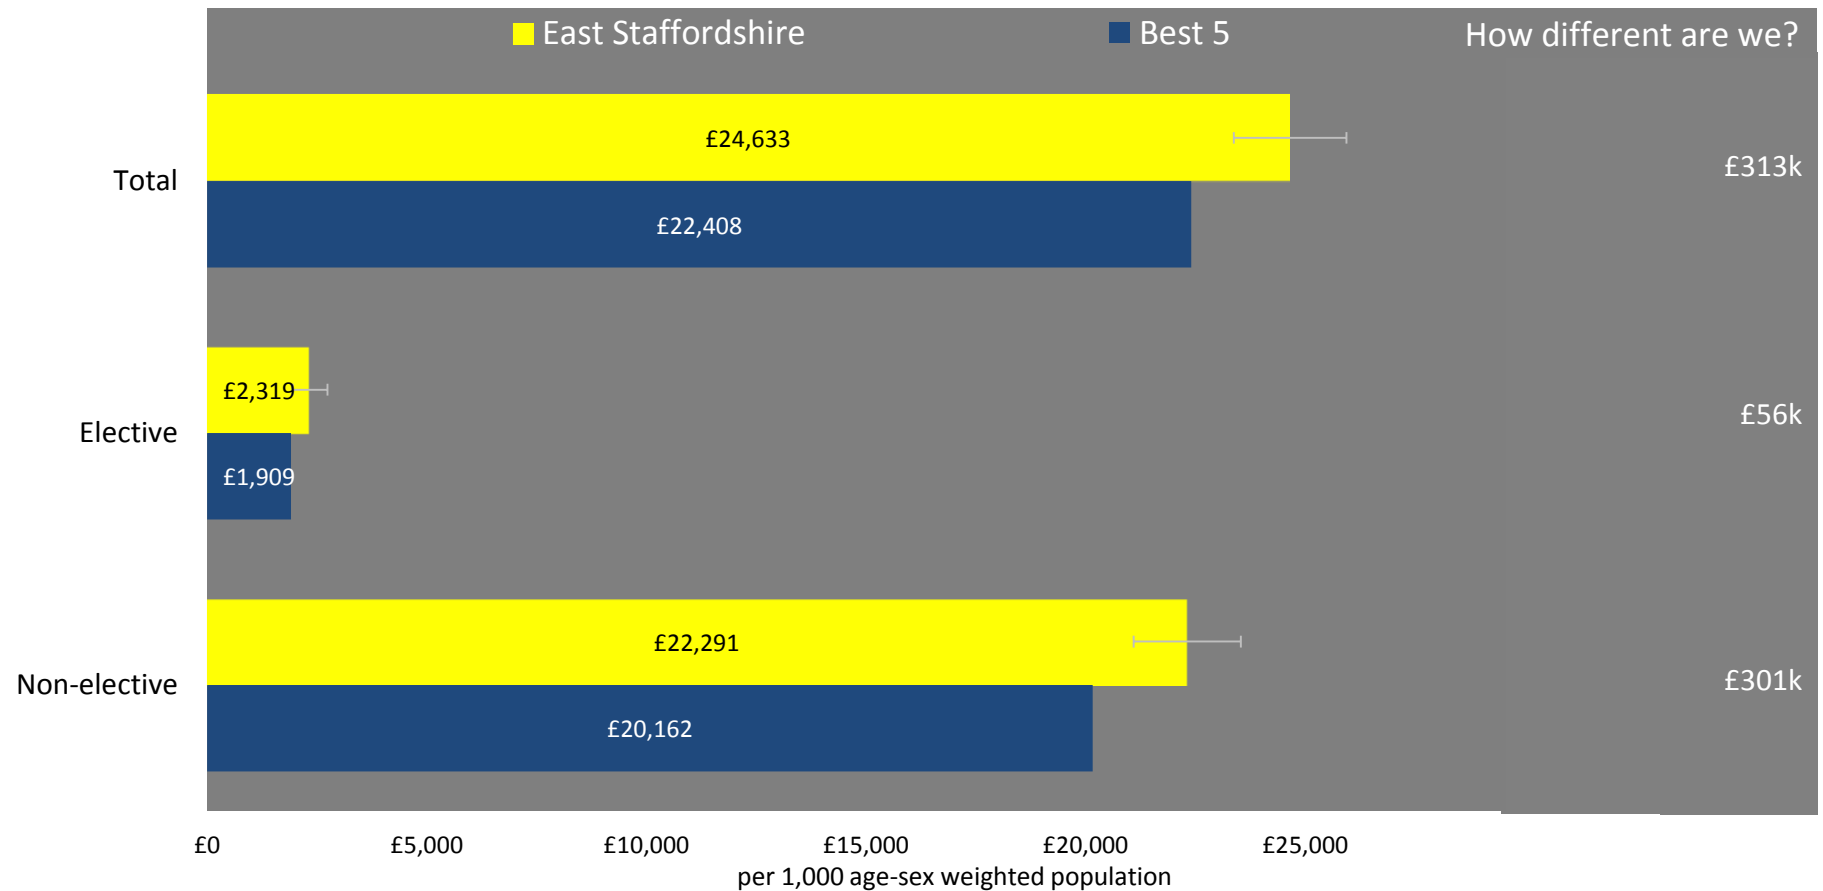 East Staffordshire Best 5 How different are we?
Total
£24,633
£22,408
£313k
Elective
£2,319
£1,909
£56k
Non-elective
£22,291
£20,162
£301k
£0 £5,000 £10,000 £15,000 £20,000 £25,000
per 1,000 age-sex weighted population